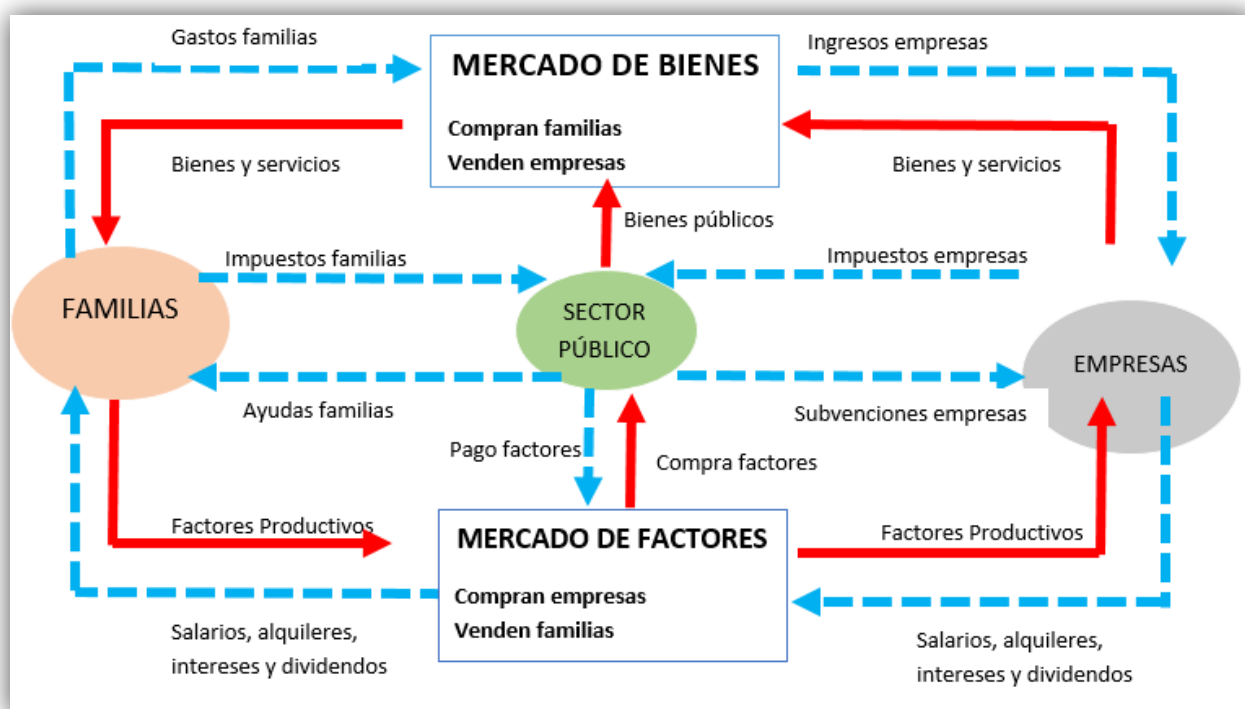 Gastos familias
MERCADO DE BIENES
Ingresos empresas
Compran familias
Venden empresas
Bienes y servicios
Bienes y servicios
Bienes públicos
Impuestos familias
Impuestos empresas
FAMILIAS
SECTOR
PÚBLICO
EMPRESAS
Ayudas familias
Subvenciones empresas
Pago factores
Compra factores
Factores Productivos
MERCADO DE FACTORES
Factores Productivos
Compran empresas
Venden familias
Salarios, alquileres,
intereses y dividendos
Salarios, alquileres,
intereses y dividendos